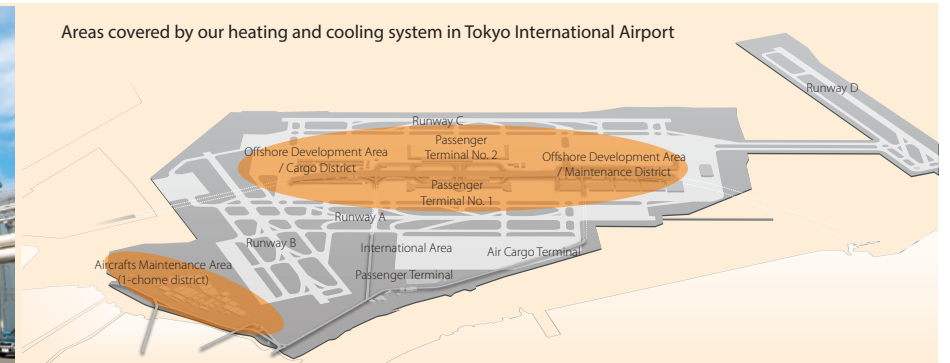 Areas covered by our heating and cooling system in Tokyo International Airport
Runway D
Runway C
Passenger
Terminal No. 2
Offshore Development Area
/ Cargo District
Offshore Development Area
/ Maintenance District
Passenger
Terminal No. 1
Runway A
Runway B
International Area
Air Cargo Terminal
Aircrafts Maintenance Area
(1-chome district)
Passenger Terminal